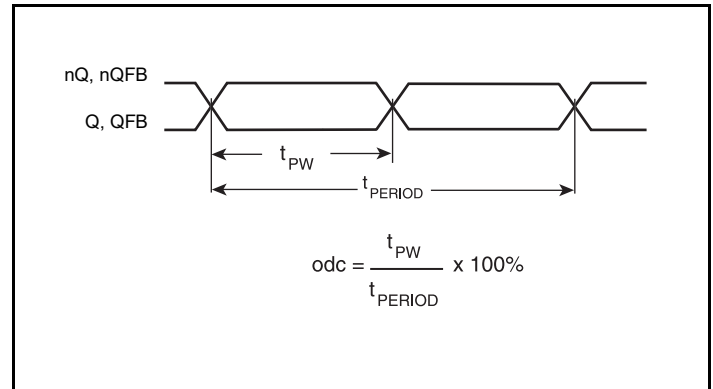 nQ, nQFB
Q, QFB
tPW
tPERIOD
odc = tPW / tPERIOD x 100%